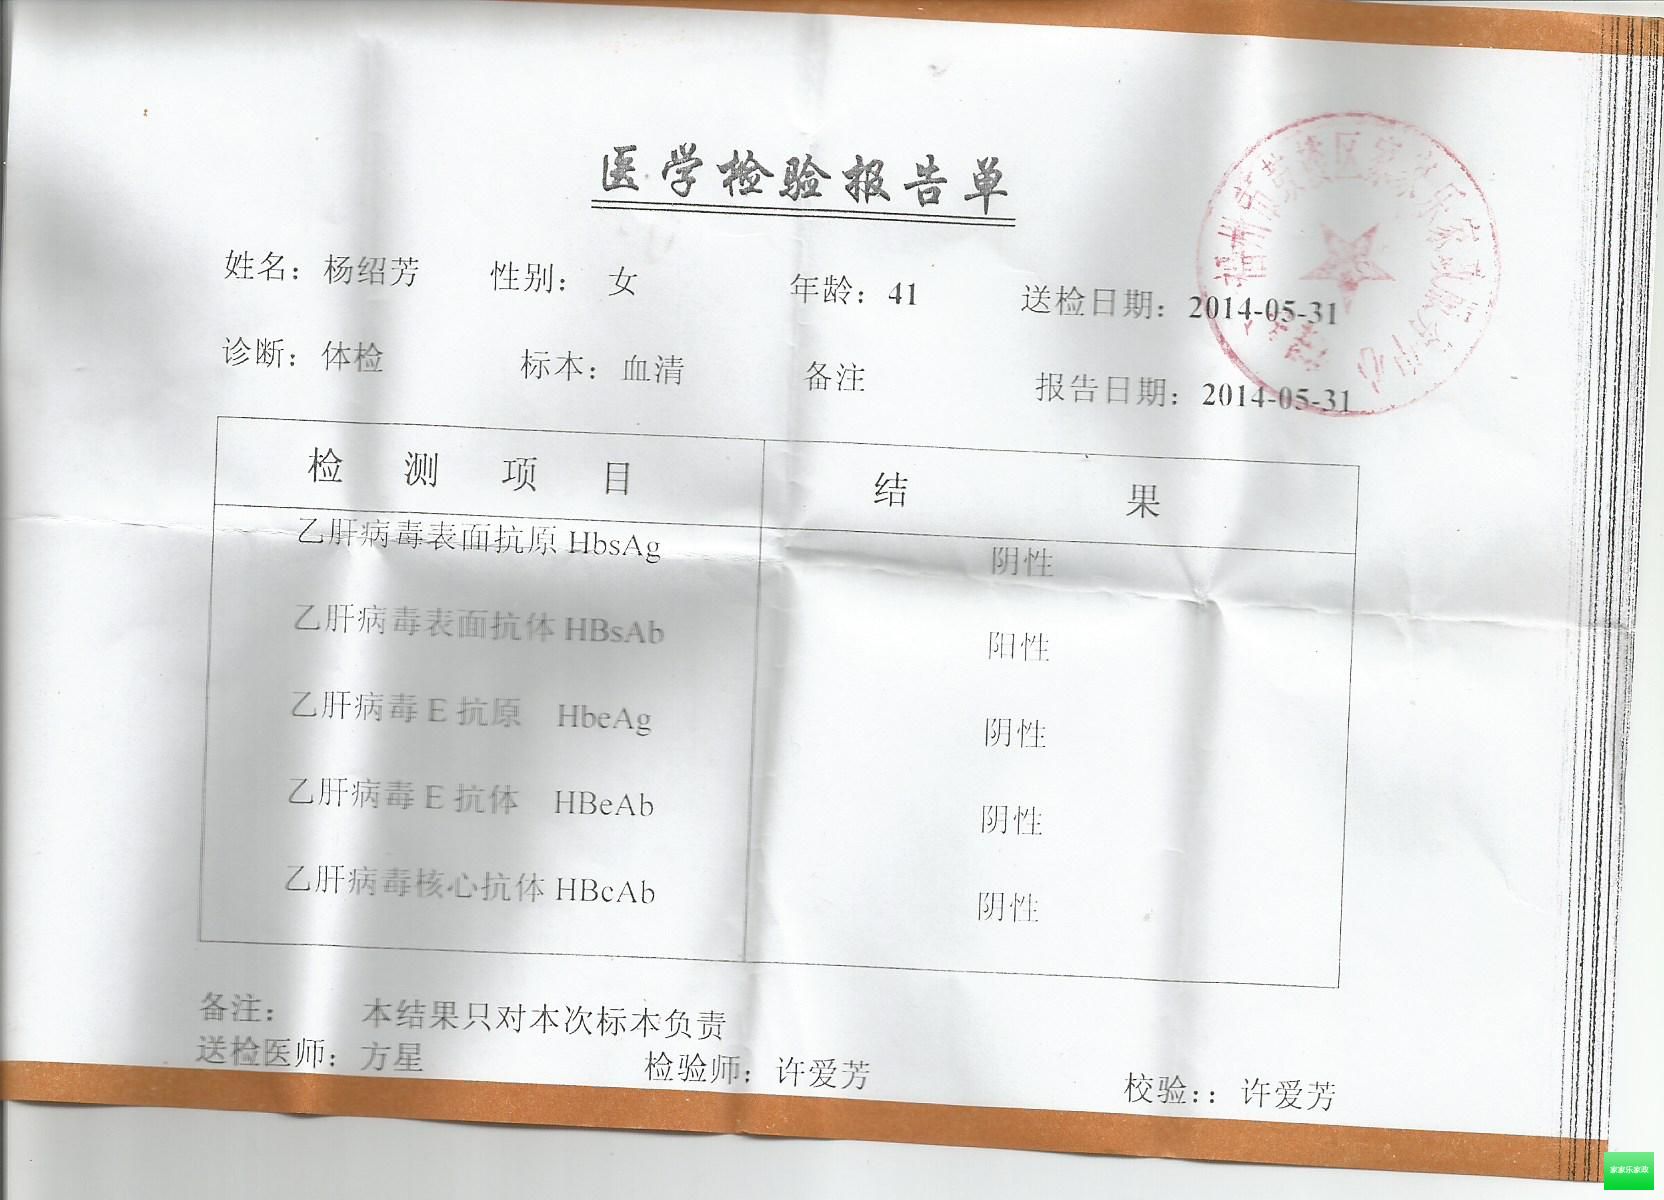 医学检验报告单
姓名：杨绍芳 性别： 女 年龄：41 送检日期：2014-05-31
诊断：体检 标本：血清 备注 报告日期：2014-05-31
检 测 项 目 结 果
乙肝病毒表面抗原 HbsAg 阴性
乙肝病毒表面抗体 HBsAb 阳性
乙肝病毒 E 抗原 HbeAg 阴性
乙肝病毒 E 抗体 HBeAb 阴性
乙肝病毒核心抗体 HBcAb 阴性
备注： 本结果只对本次标本负责
送检医师：方星 检验师：许爱芳 校验：：许爱芳
家家乐家政